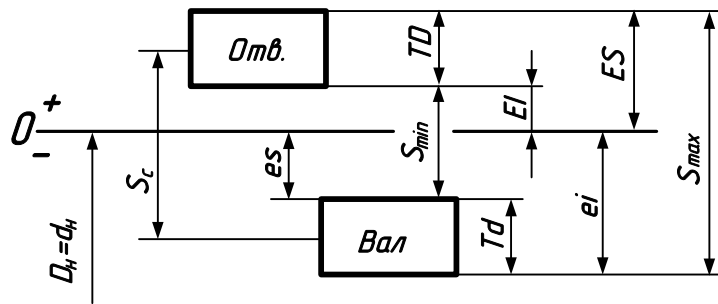 Отв.
TD
ES
EI
0
+
−
Smin
Smax
Sc
es
ei
Dн=dн
Вал
Td